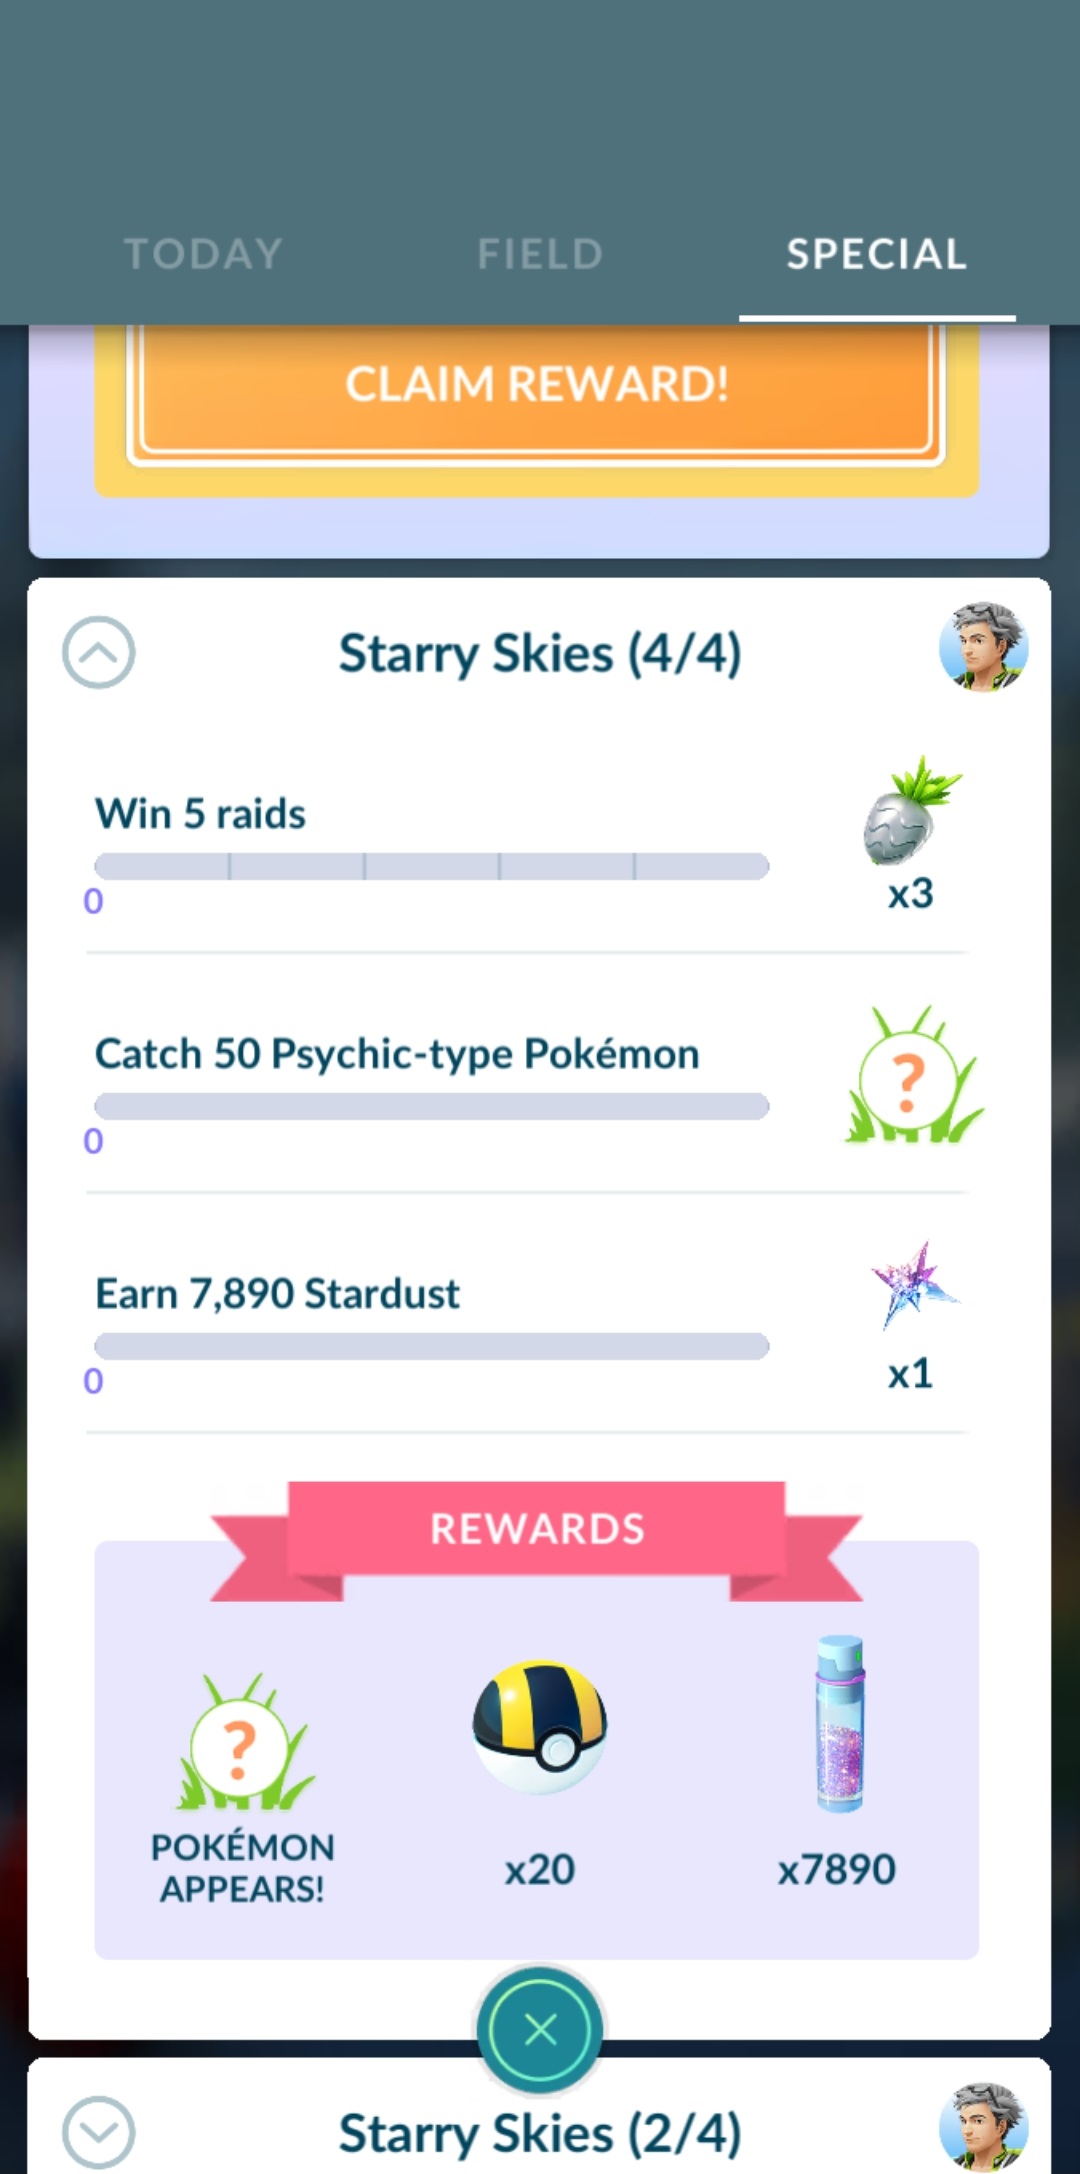 TODAY
FIELD
SPECIAL
CLAIM REWARD!
Starry Skies (4/4)
Win 5 raids
0
x3
Catch 50 Psychic-type Pokémon
0
?
Earn 7,890 Stardust
0
x1
REWARDS
?
POKÉMON
APPEARS!
x20
x7890
Starry Skies (2/4)